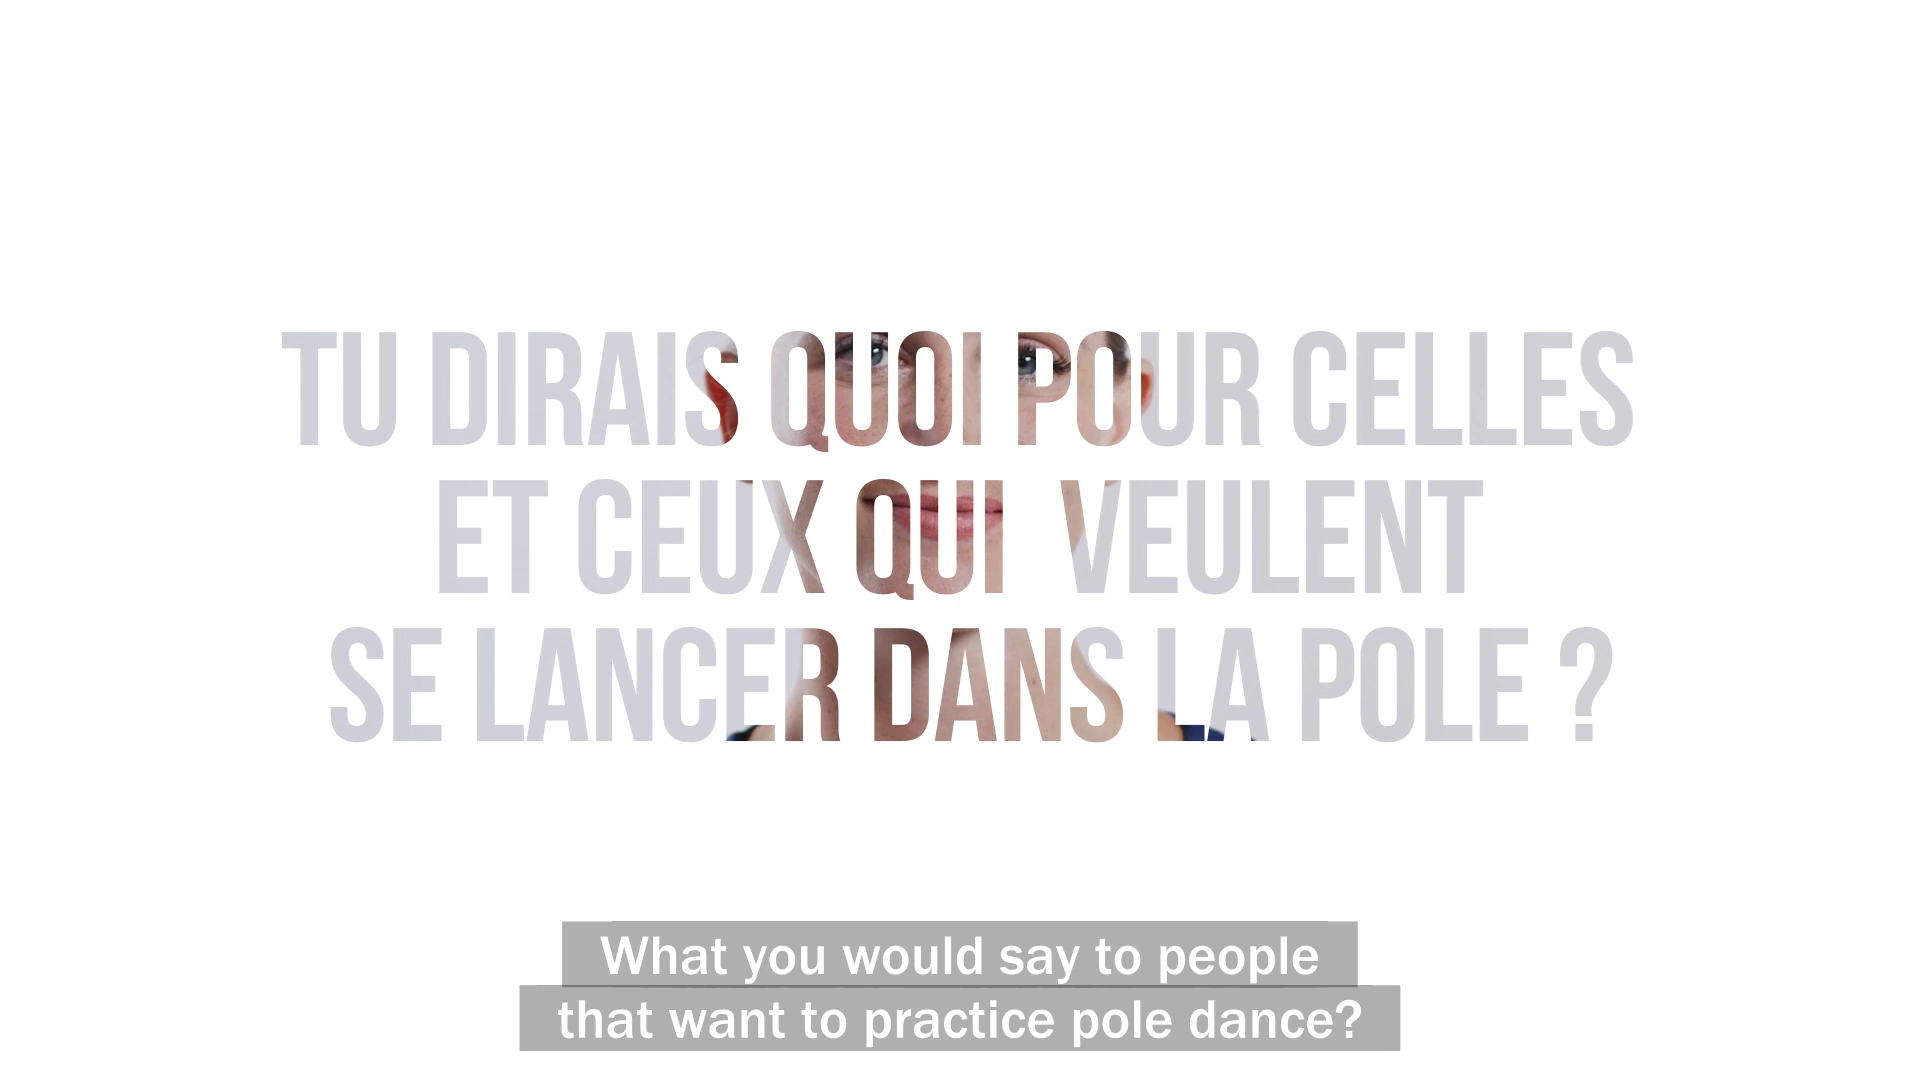 TU DIRAIS QUOI POUR CELLES
ET CEUX QUI VEULENT
SE LANCER DANS LA POLE ?
What you would say to people
that want to practice pole dance?